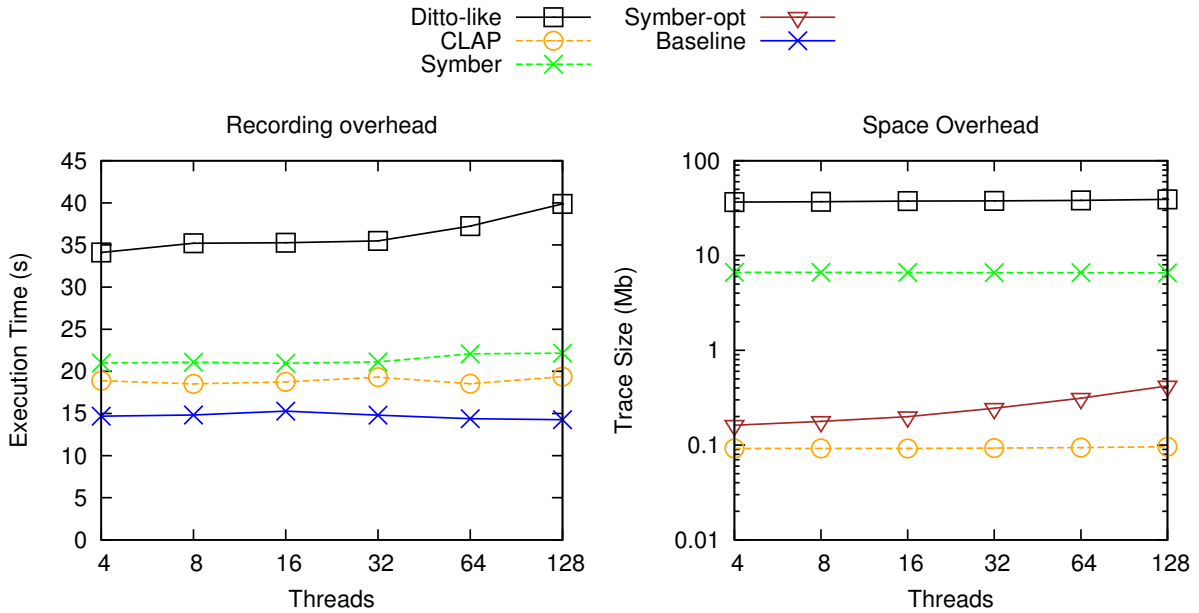 Ditto-like
CLAP
Symber
Symber-opt
Baseline
Recording overhead
Execution Time (s)
45
40
35
30
25
20
15
10
5
0
4 8 16 32 64 128
Threads
Space Overhead
Trace Size (Mb)
100
10
1
0.1
0.01
4 8 16 32 64 128
Threads